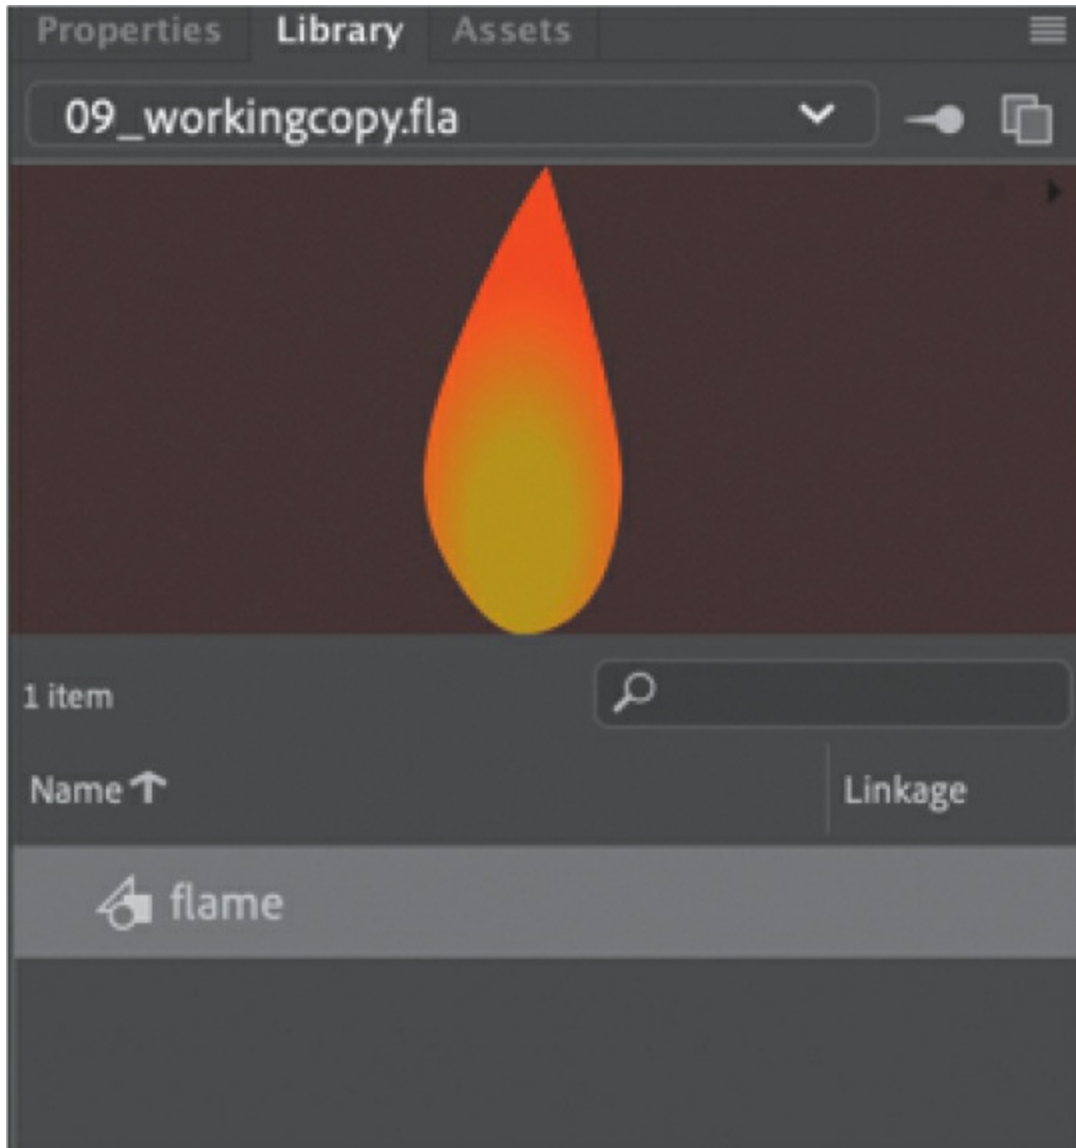 Properties Library Assets
09_workingcopy.fla
1 item
Name Linkage
flame